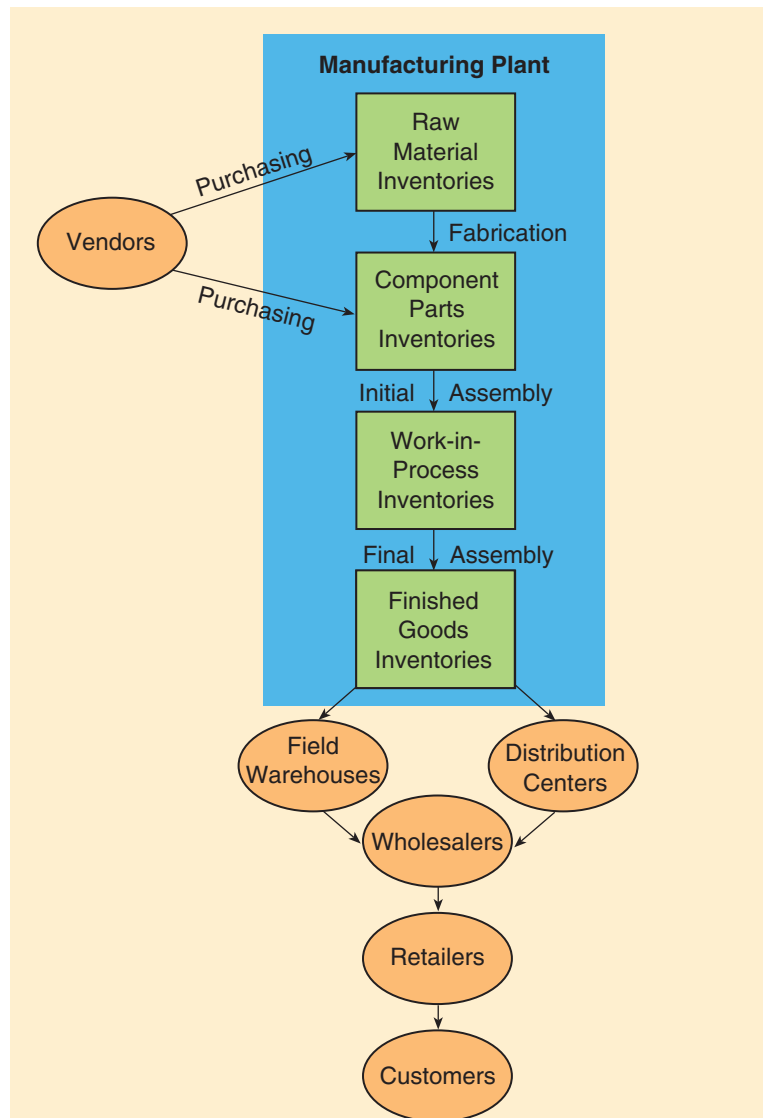 Manufacturing Plant
Raw
Material
Inventories
Purchasing
Vendors
Fabrication
Purchasing
Component
Parts
Inventories
Initial Assembly
Work-in-
Process
Inventories
Final Assembly
Finished
Goods
Inventories
Field
Warehouses
Distribution
Centers
Wholesalers
Retailers
Customers